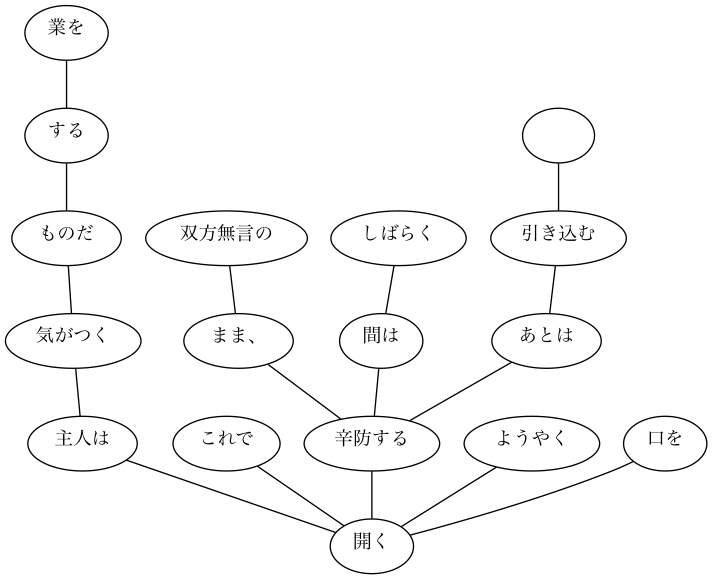 業を
する
ものだ
双方無言の
しばらく
引き込む
気がつく
まま、
間は
あとは
主人は
これで
辛防する
ようやく
口を
開く